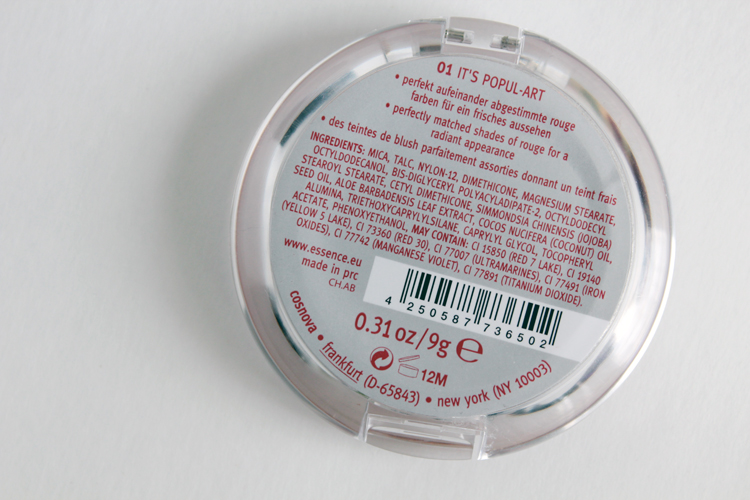 01 IT'S POPUL-ART
• perfekt aufeinander abgestimmte rouge
farben für ein frisches aussehen
• perfectly matched shades of rouge for a
radiant appearance
• des teintes de blush parfaitement assorties donnant un teint frais
INGREDIENTS: MICA, TALC, NYLON-12, DIMETHICONE, MAGNESIUM STEARATE,
OCTYLDODECANOL, BIS-DIGLYCERYL POLYACYLADIPATE-2, OCTYLDODECYL
STEAROYL STEARATE, CETYL DIMETHICONE, SIMMONDSIA CHINENSIS (JOJOBA)
SEED OIL, ALOE BARBADENSIS LEAF EXTRACT, COCOS NUCIFERA (COCONUT) OIL,
ALUMINA, TRIETHOXYCAPRYLYLSILANE, CAPRYLYL GLYCOL, TOCOPHERYL
ACETATE, PHENOXYETHANOL, MAY CONTAIN: CI 15850 (RED 7 LAKE), CI 19140
(YELLOW 5 LAKE), CI 73360 (RED 30), CI 77007 (ULTRAMARINES), CI 77491 (IRON
OXIDES), CI 77742 (MANGANESE VIOLET), CI 77891 (TITANIUM DIOXIDE).
www.essence.eu
made in prc
CH.AB
4 250587 736502
0.31 oz/9g e
12M
cosnova • frankfurt (D-65843) • new york (NY 10003)